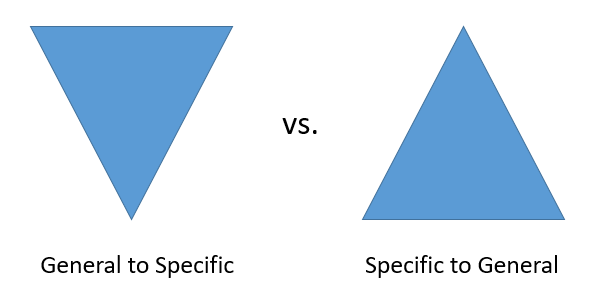 vs.
General to Specific
Specific to General